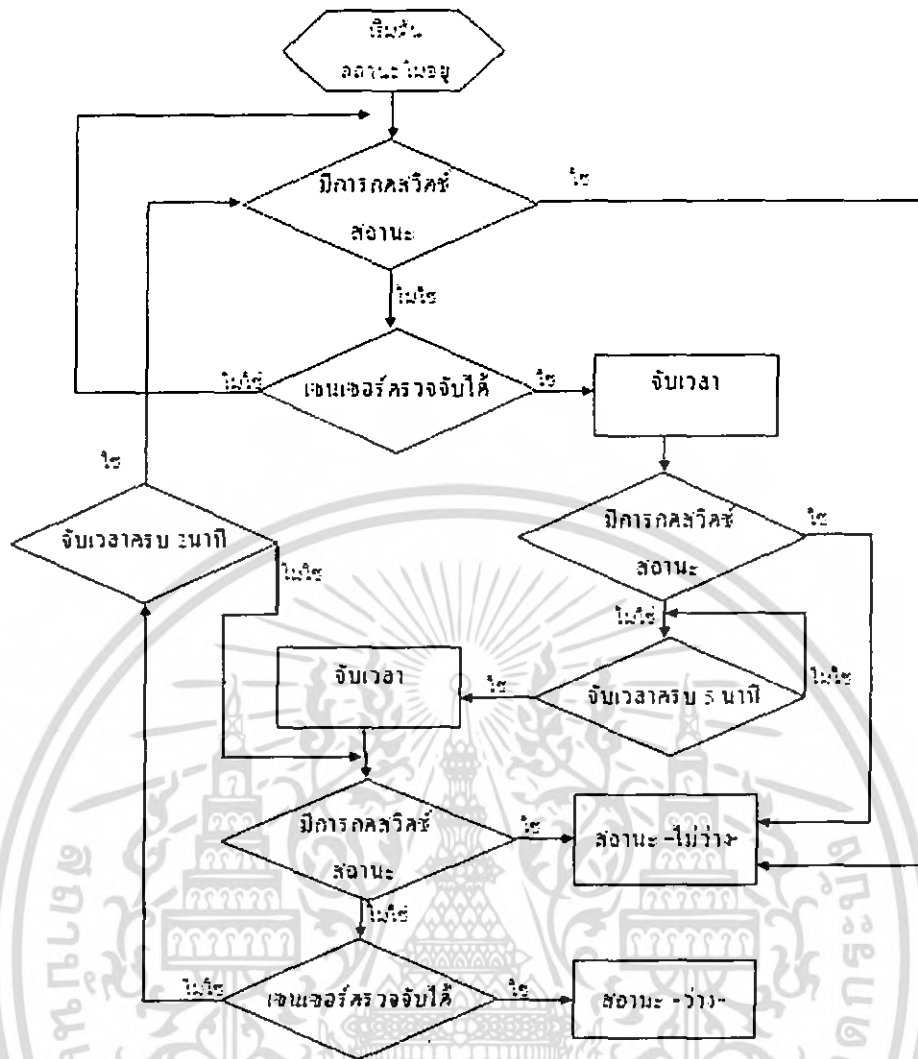 เริ่มต้น
สถานะไม่อยู่
มีการกดสวิตช์
สถานะ
ใช่
ไม่ใช่
เซนเซอร์ตรวจจับได้
ไม่ใช่
ใช่
จับเวลา
มีการกดสวิตช์
สถานะ
ใช่
ไม่ใช่
จับเวลาครบ 5 นาที
ไม่ใช่
ใช่
จับเวลา
ใช่
จับเวลาครบ 2นาที
ไม่ใช่
มีการกดสวิตช์
สถานะ
ใช่
ไม่ใช่
สถานะ -ไม่ว่าง-
เซนเซอร์ตรวจจับได้
ไม่ใช่
ใช่
สถานะ -ว่าง-